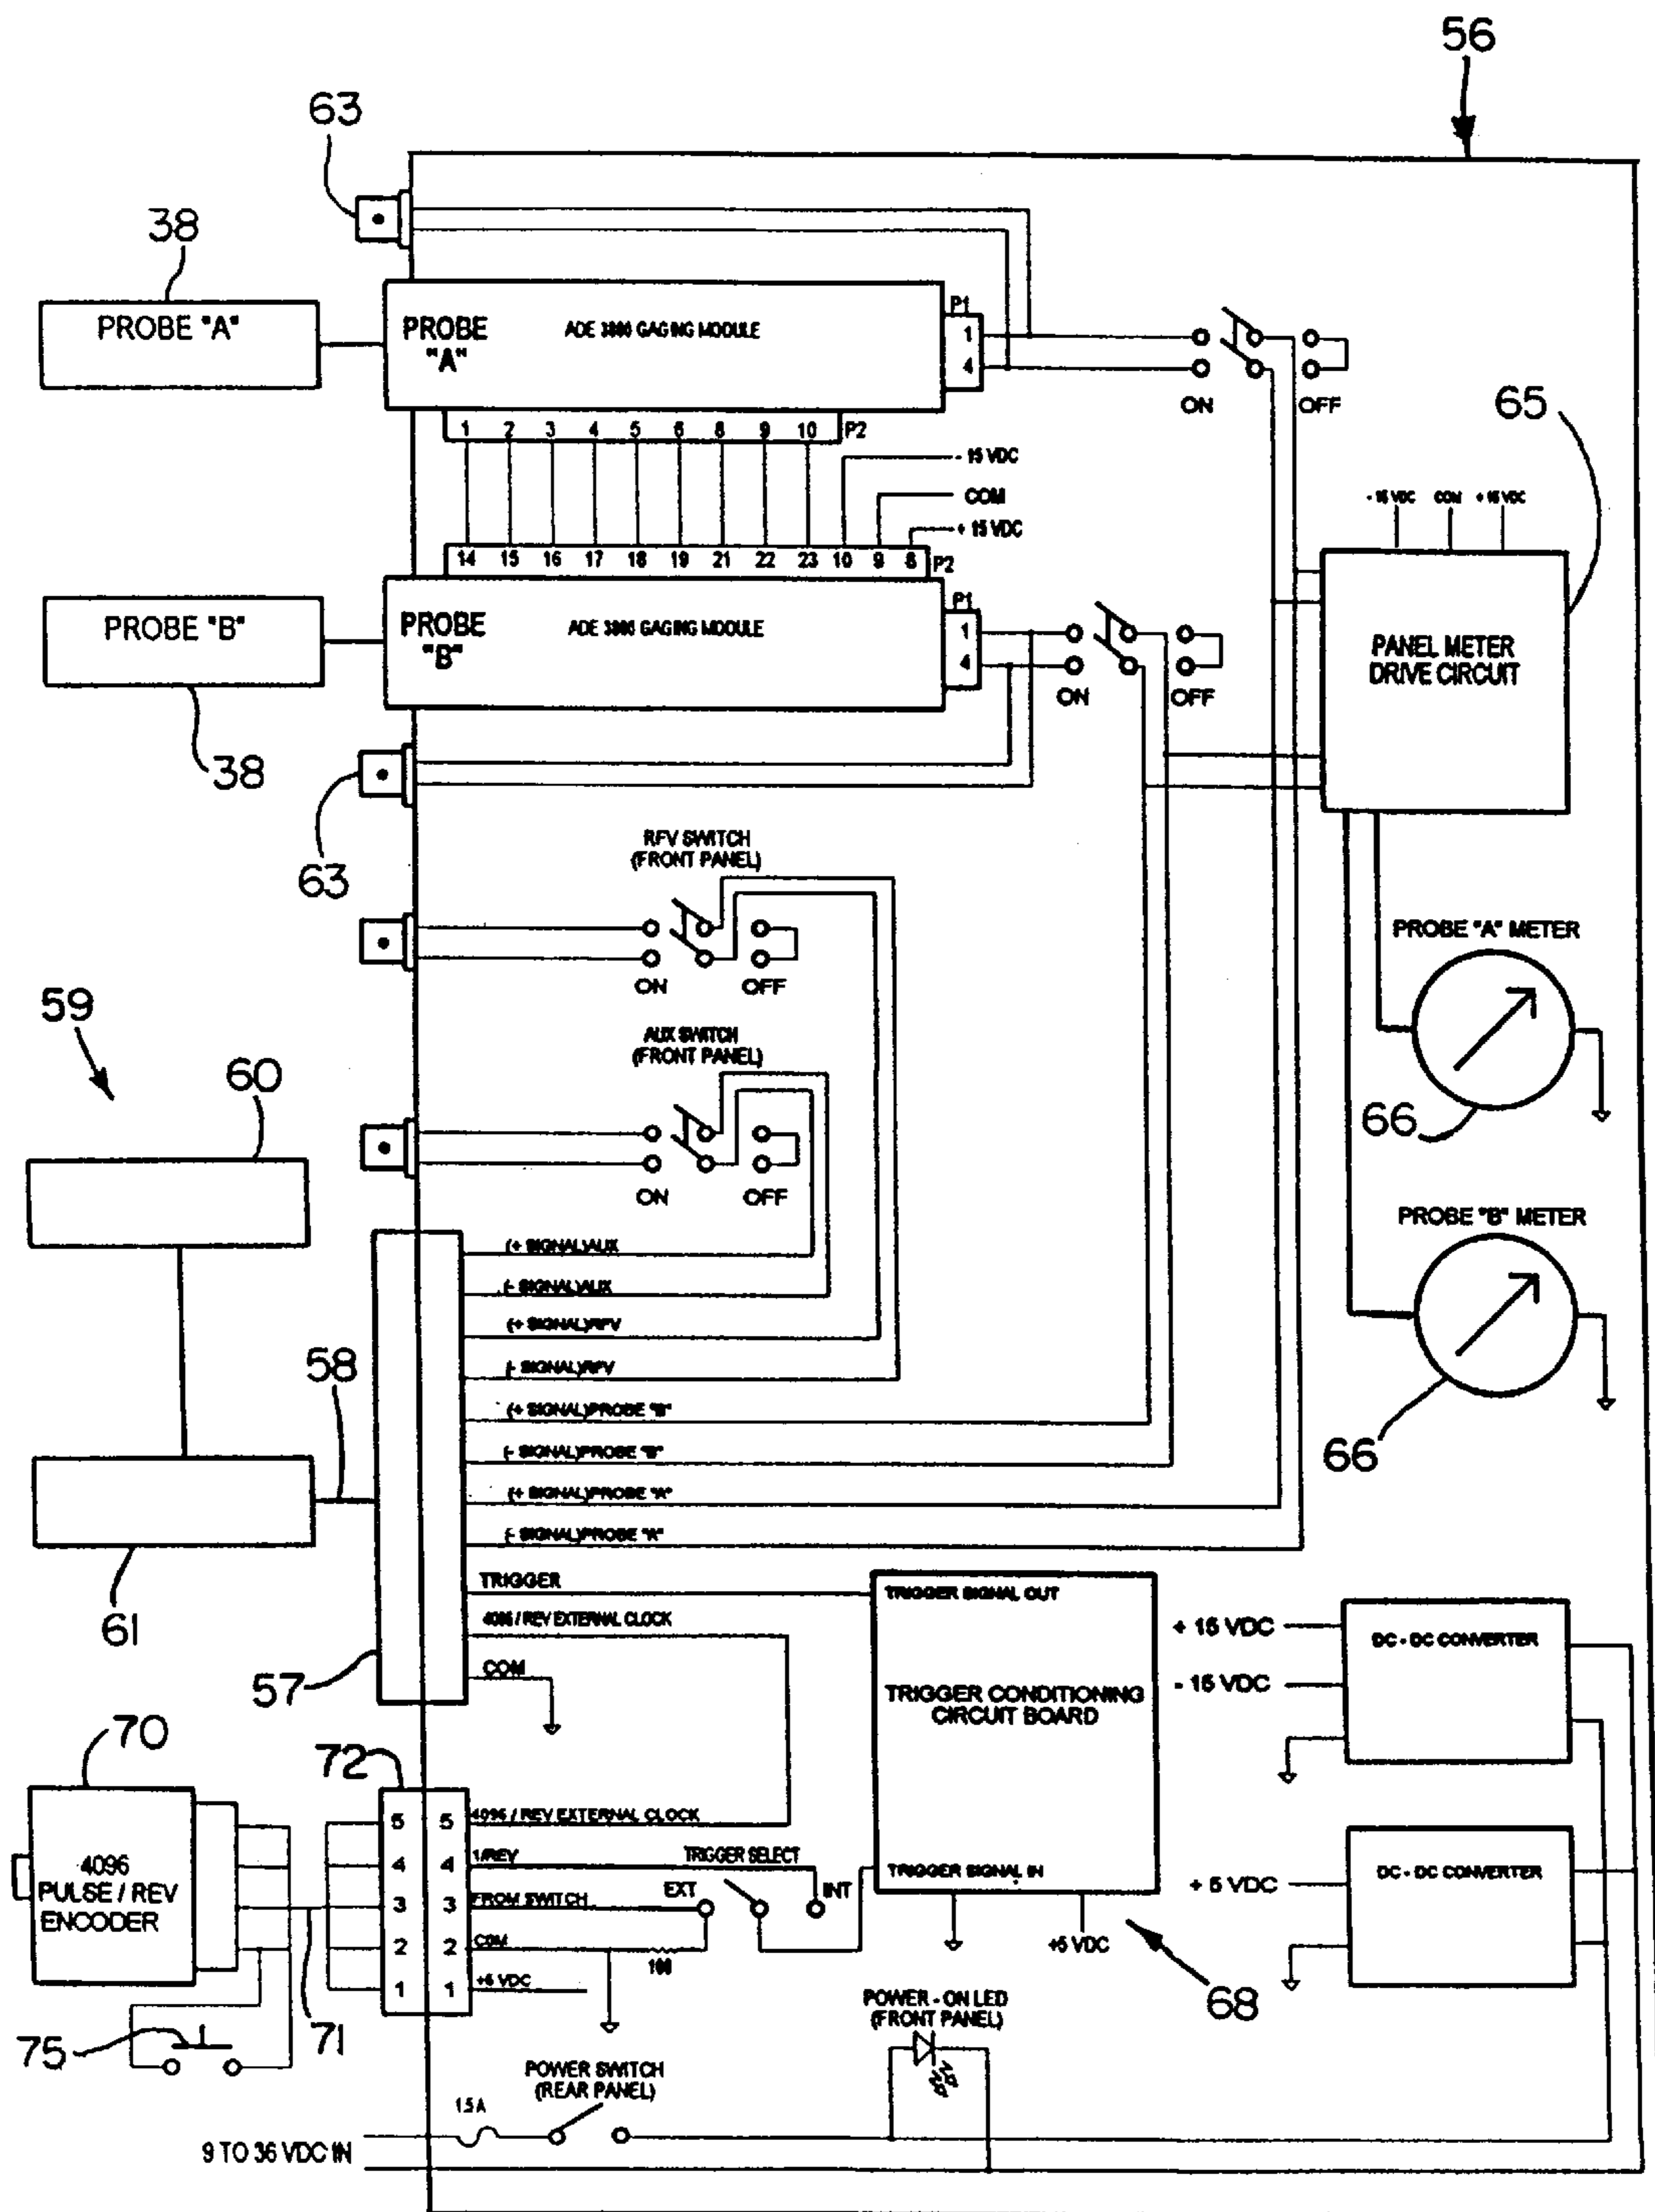 56
63
38
PROBE "A"
PROBE
"A"
GAGING MODULE
P1
1
4
ON
OFF
65
1 2 3 4 5 6 8 9 10 P2
- 15 VDC
COM
+ 15 VDC
- 15 VDC COM + 15 VDC
14 15 16 17 18 19 21 22 23 10 9 8 P2
PROBE "B"
PROBE
"B"
GAGING MODULE
P1
1
4
ON
OFF
PANEL METER
DRIVE CIRCUIT
38
63
RFV SWITCH
(FRONT PANEL)
ON
OFF
PROBE "A" METER
66
59
AUX SWITCH
(FRONT PANEL)
60
ON
OFF
PROBE "B" METER
66
(+ SIGNAL)AUX
(- SIGNAL)AUX
(+ SIGNAL)RFV
(- SIGNAL)RFV
58
(+ SIGNAL)PROBE "B"
(- SIGNAL)PROBE "B"
(+ SIGNAL)PROBE "A"
(- SIGNAL)PROBE "A"
61
57
TRIGGER
4096 / REV EXTERNAL CLOCK
COM
TRIGGER SIGNAL OUT
TRIGGER CONDITIONING
CIRCUIT BOARD
TRIGGER SIGNAL IN
+5 VDC
68
+ 15 VDC
- 15 VDC
DC - DC CONVERTER
+ 5 VDC
DC - DC CONVERTER
70
4096
PULSE / REV
ENCODER
72
5 5 4096 / REV EXTERNAL CLOCK
4 4 1/REV
3 3 FROM SWITCH
2 2 COM
1 1 +5 VDC
TRIGGER SELECT
EXT
INT
100
71
75
POWER - ON LED
(FRONT PANEL)
POWER SWITCH
(REAR PANEL)
1.5 A
9 TO 36 VDC IN